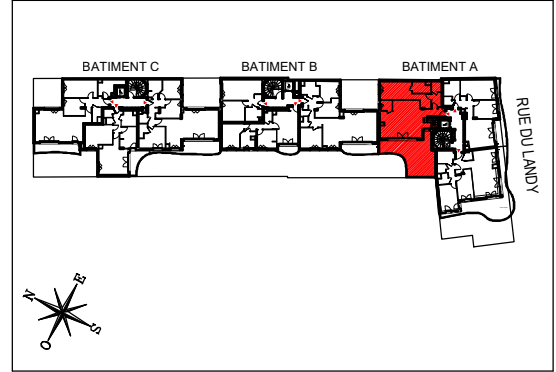 BATIMENT C BATIMENT B BATIMENT A
RUE DU LANDY
N E
O S